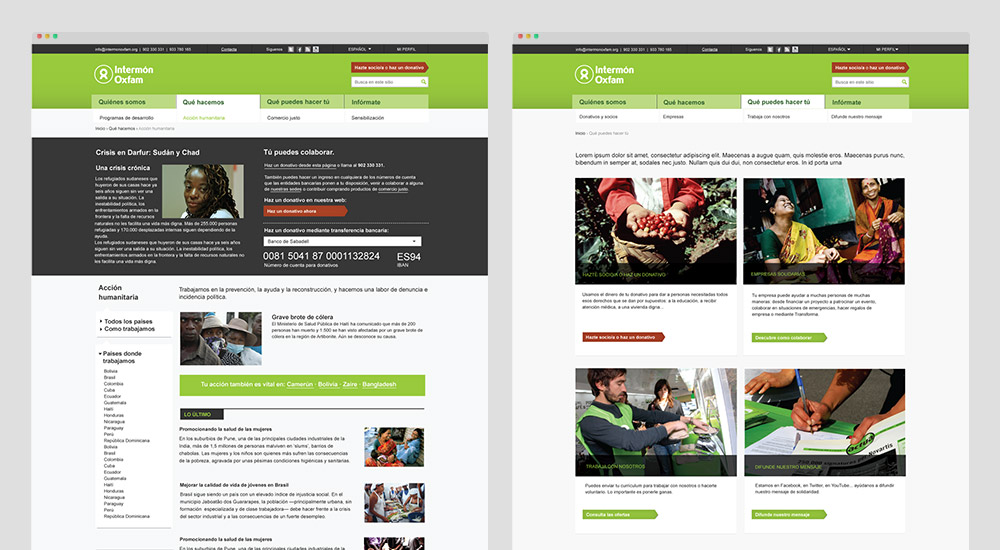 info@intermonoxfam.org | 902 330 331 | 933 780 165
Contacta
Síguenos
ESPAÑOL
MI PERFIL
Intermón
Oxfam
Hazte socio/a o haz un donativo
Busca en este sitio
Quiénes somos
Qué hacemos
Qué puedes hacer tú
Infórmate
Programas de desarrollo
Acción humanitaria
Comercio justo
Sensibilización
Inicio › Qué hacemos › Acción humanitaria
Crisis en Darfur: Sudán y Chad
Una crisis crónica
Los refugiados sudaneses que
huyeron de sus casas hace ya
seis años siguen sin ver una
salida a su situación. La
inestabilidad política, los
enfrentamientos armados en
la frontera y la falta de recursos
naturales no les facilita una vida más digna. Más de 255.000 personas
refugiadas y 170.000 desplazadas internas siguen dependiendo de la
ayuda.
Los refugiados sudaneses que huyeron de sus casas hace ya seis años
siguen sin ver una salida a su situación. La inestabilidad política, los
enfrentamientos armados en la frontera y la falta de recursos naturales no
les facilita una vida más digna.
Tú puedes colaborar.
Haz un donativo desde esta página o llama al 902 330 331.
También puedes hacer un ingreso en cualquiera de los números de cuenta
que las entidades bancarias ponen a tu disposición, venir a colaborar a alguna
de nuestras sedes o contribuir comprando productos de comercio justo.
Haz un donativo en nuestra web:
Haz un donativo ahora
Haz un donativo mediante transferencia bancaria:
Banco de Sabadell
0081 5041 87 0001132824
ES94
Número de cuenta para donativos
IBAN
Acción
humanitaria
Trabajamos en la prevención, la ayuda y la reconstrucción, y hacemos una labor de denuncia e
incidencia política.
Todos los países
Como trabajamos
Países donde
trabajamos
Bolivia
Brasil
Colombia
Cuba
Ecuador
Guatemala
Haití
Honduras
Nicaragua
Paraguay
Perú
República Dominicana
Bolivia
Brasil
Colombia
Cuba
Ecuador
Guatemala
Haití
Honduras
Nicaragua
Paraguay
Perú
República Dominicana
Grave brote de cólera
El Ministerio de Salud Pública de Haití ha comunicado que más de 200
personas han muerto y 1.500 se han visto afectadas por un grave brote de
cólera en la región de Artibonite. Aún se desconoce su causa.
Tu acción también es vital en: Camerún · Bolivia · Zaire · Bangladesh
LO ÚLTIMO
Promocionando la salud de las mujeres
En los suburbios de Pune, una de las principales ciudades industriales de la
india, más de 1,5 millones de personas malviven en 'slums', barrios de
chabolas. Las mujeres y los niños son quienes más sufren las consecuencias
de la pobreza, agravada por unas pésimas condiciones higiénicas y sanitarias.
Mejorar la calidad de vida de jóvenes en Brasil
Brasil sigue siendo un país con un elevado índice de injusticia social. En el
municipio Jaboatão dos Guararapes, la población —principalmente urbana, sin
formación especializada y de clase trabajadora— debe hacer frente a la crisis
del sector industrial y a las consecuencias de un fuerte desempleo.
Promocionando la salud de las mujeres
En los suburbios de Pune, una de las principales ciudades industriales de la
info@intermonoxfam.org | 902 330 331 | 933 780 165
Contacta
Síguenos
ESPAÑOL
MI PERFIL
Intermón
Oxfam
Hazte socio/a o haz un donativo
Busca en este sitio
Quiénes somos
Qué hacemos
Qué puedes hacer tú
Infórmate
Donativos y socios
Empresas
Trabaja con nosotros
Difunde nuestro mensaje
Inicio › Qué puedes hacer tú
Lorem ipsum dolor sit amet, consectetur adipiscing elit. Maecenas a augue quam, quis molestie eros. Maecenas purus nunc,
bibendum in semper at, sodales nec justo. Nullam quis dui dui, non consectetur eros. In id porta urna
HAZTE SOCIO/A O HAZ UN DONATIVO
Usamos el dinero de tu donativo para dar a personas necesitadas todos
esos derechos que se dan por supuestos: a la educación, a recibir
atención médica, a una vivienda digna...
Hazte socio/a o haz un donativo
EMPRESAS SOLIDARIAS
Tu empresa puede ayudar a muchas personas de muchas
maneras, desde financiar un proyecto a patrocinar un evento,
colaborar en situaciones de emergencias, hacer regalos de
empresa o mediante Transforma.
Descubre como colaborar
TRABAJA CON NOSOTROS
Puedes enviar tu currículum para trabajar con nosotros o hacerte
voluntario. Lo importante es ponerle ganas.
Consulta las ofertas
Novartis
DIFUNDE NUESTRO MENSAJE
Estamos en Facebook, en Twitter, en YouTube... ayúdanos a difundir
nuestro mensaje de solidaridad
Difunde nuestro mensaje